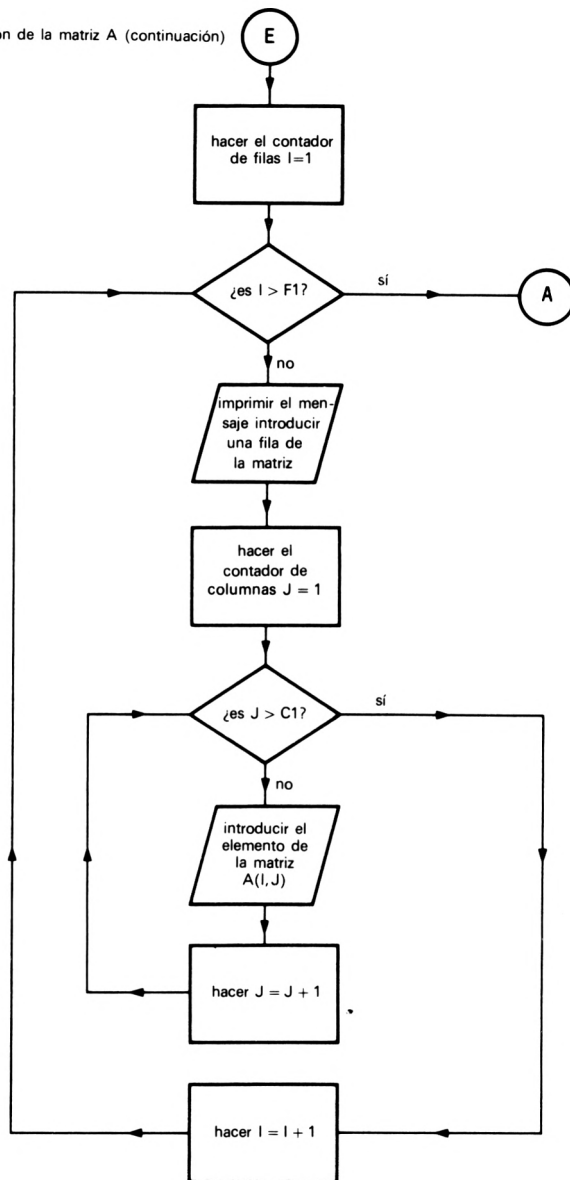 ón de la matriz A (continuación)
E
hacer el contador
de filas I=1
¿es I > F1?
sí
A
no
imprimir el men-
saje introducir
una fila de
la matriz
hacer el
contador de
columnas J = 1
¿es J > C1?
sí
no
introducir el
elemento de
la matriz
A(I,J)
hacer J = J + 1
hacer I = I + 1